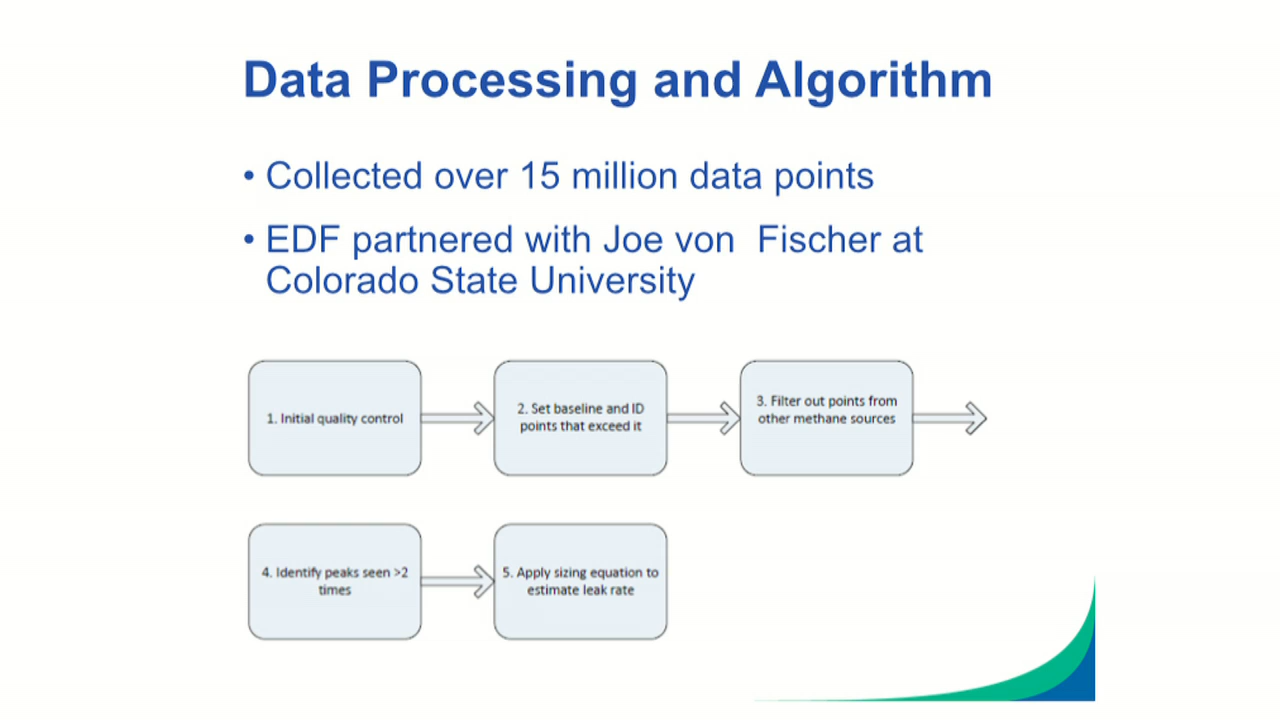 Data Processing and Algorithm
• Collected over 15 million data points
• EDF partnered with Joe von  Fischer at
Colorado State University
1. Initial quality control
2. Set baseline and ID
points that exceed it
3. Filter out points from
other methane sources
4. Identify peaks seen >2
times
5. Apply sizing equation to
estimate leak rate